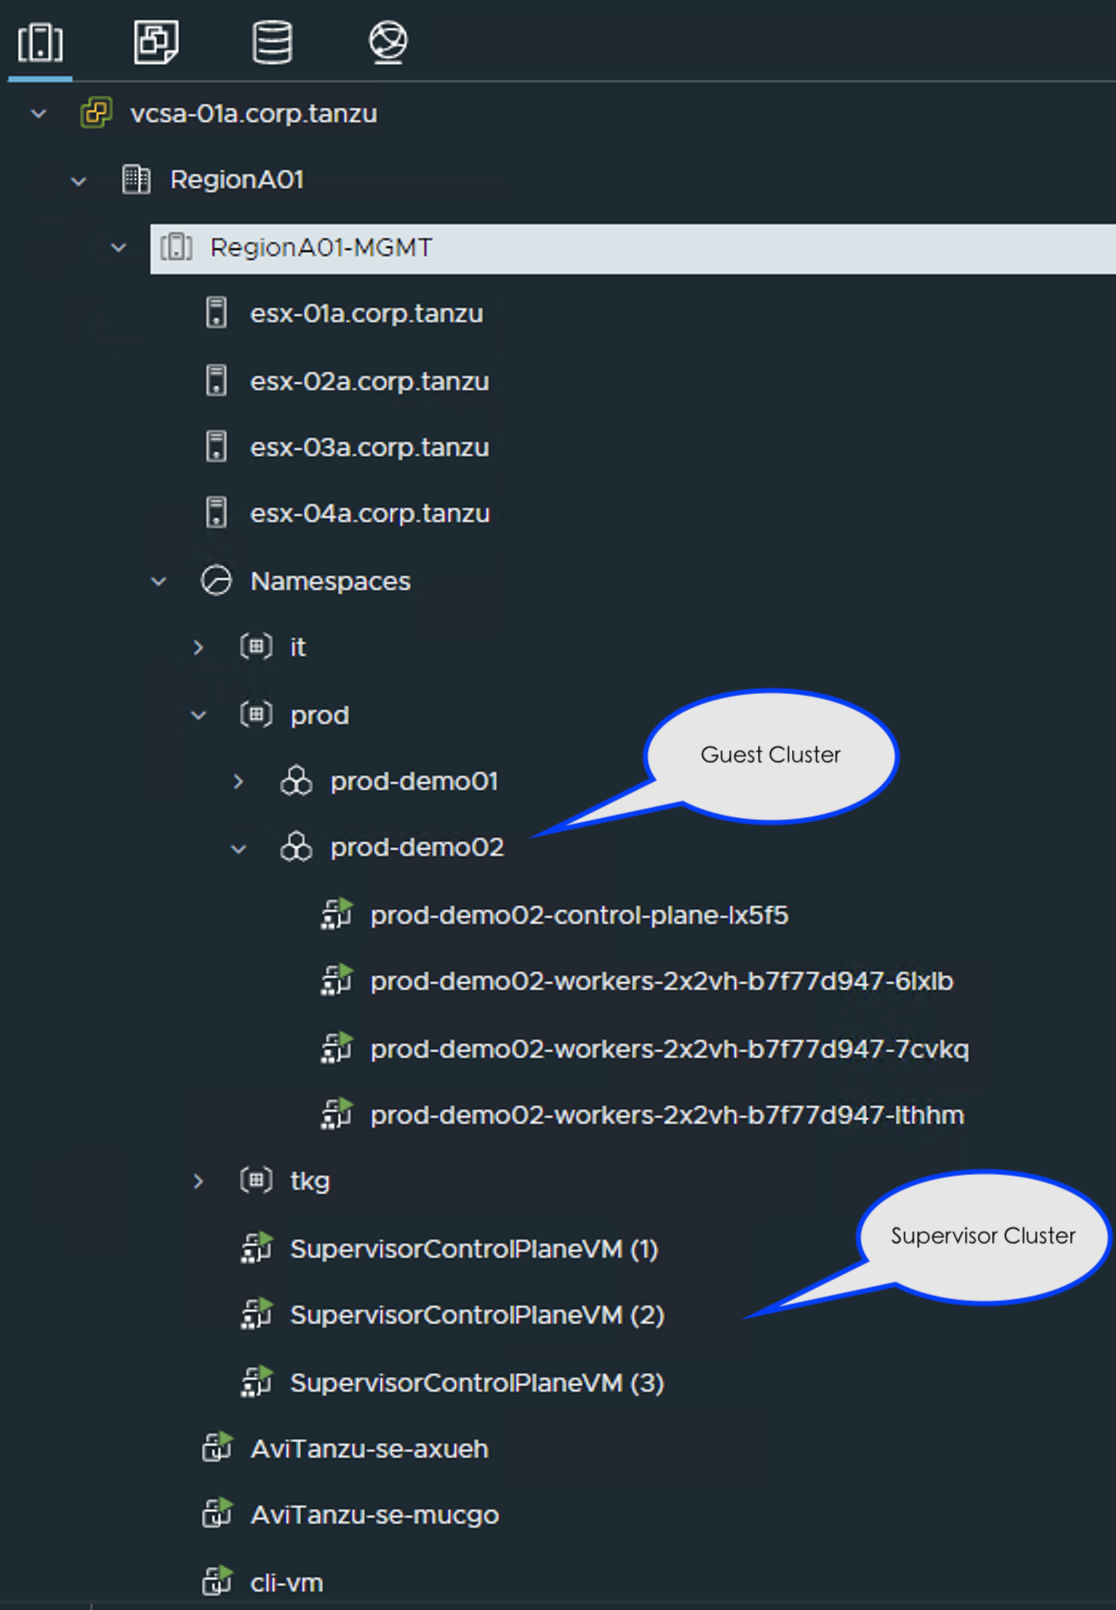 vcsa-01a.corp.tanzu
RegionA01
RegionA01-MGMT
esx-01a.corp.tanzu
esx-02a.corp.tanzu
esx-03a.corp.tanzu
esx-04a.corp.tanzu
Namespaces
it
prod
Guest Cluster
prod-demo01
prod-demo02
prod-demo02-control-plane-lx5f5
prod-demo02-workers-2x2vh-b7f77d947-6lxlb
prod-demo02-workers-2x2vh-b7f77d947-7cvkq
prod-demo02-workers-2x2vh-b7f77d947-lthhm
tkg
Supervisor Cluster
SupervisorControlPlaneVM (1)
SupervisorControlPlaneVM (2)
SupervisorControlPlaneVM (3)
AviTanzu-se-axueh
AviTanzu-se-mucgo
cli-vm